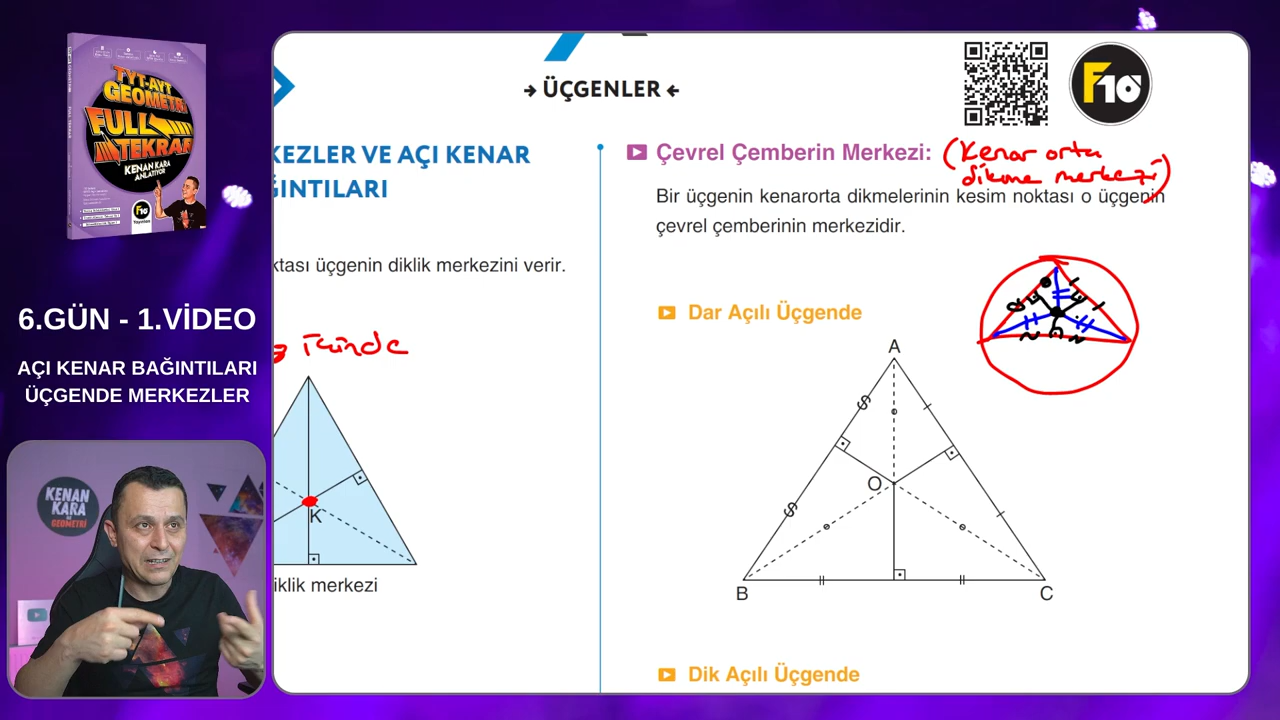 TYT-AYT
GEOMETRİ
FULL
TEKRAR
KENAN KARA
ANLATIYOR
F10
6.GÜN - 1.VİDEO
AÇI KENAR BAĞINTILARI
ÜÇGENDE MERKEZLER
KENAN
KARA
GEOMETRİ
ÜÇGENLER
F10
KEZLER VE AÇI KENAR
ĞINTILARI
ktası üçgenin diklik merkezini verir.
içinde
K
iklik merkezi
Çevrel Çemberin Merkezi: (Kenar orta
dikme merkezi)
Bir üçgenin kenarorta dikmelerinin kesim noktası o üçgenin
çevrel çemberinin merkezidir.
Dar Açılı Üçgende
A
O
B
C
Dik Açılı Üçgende